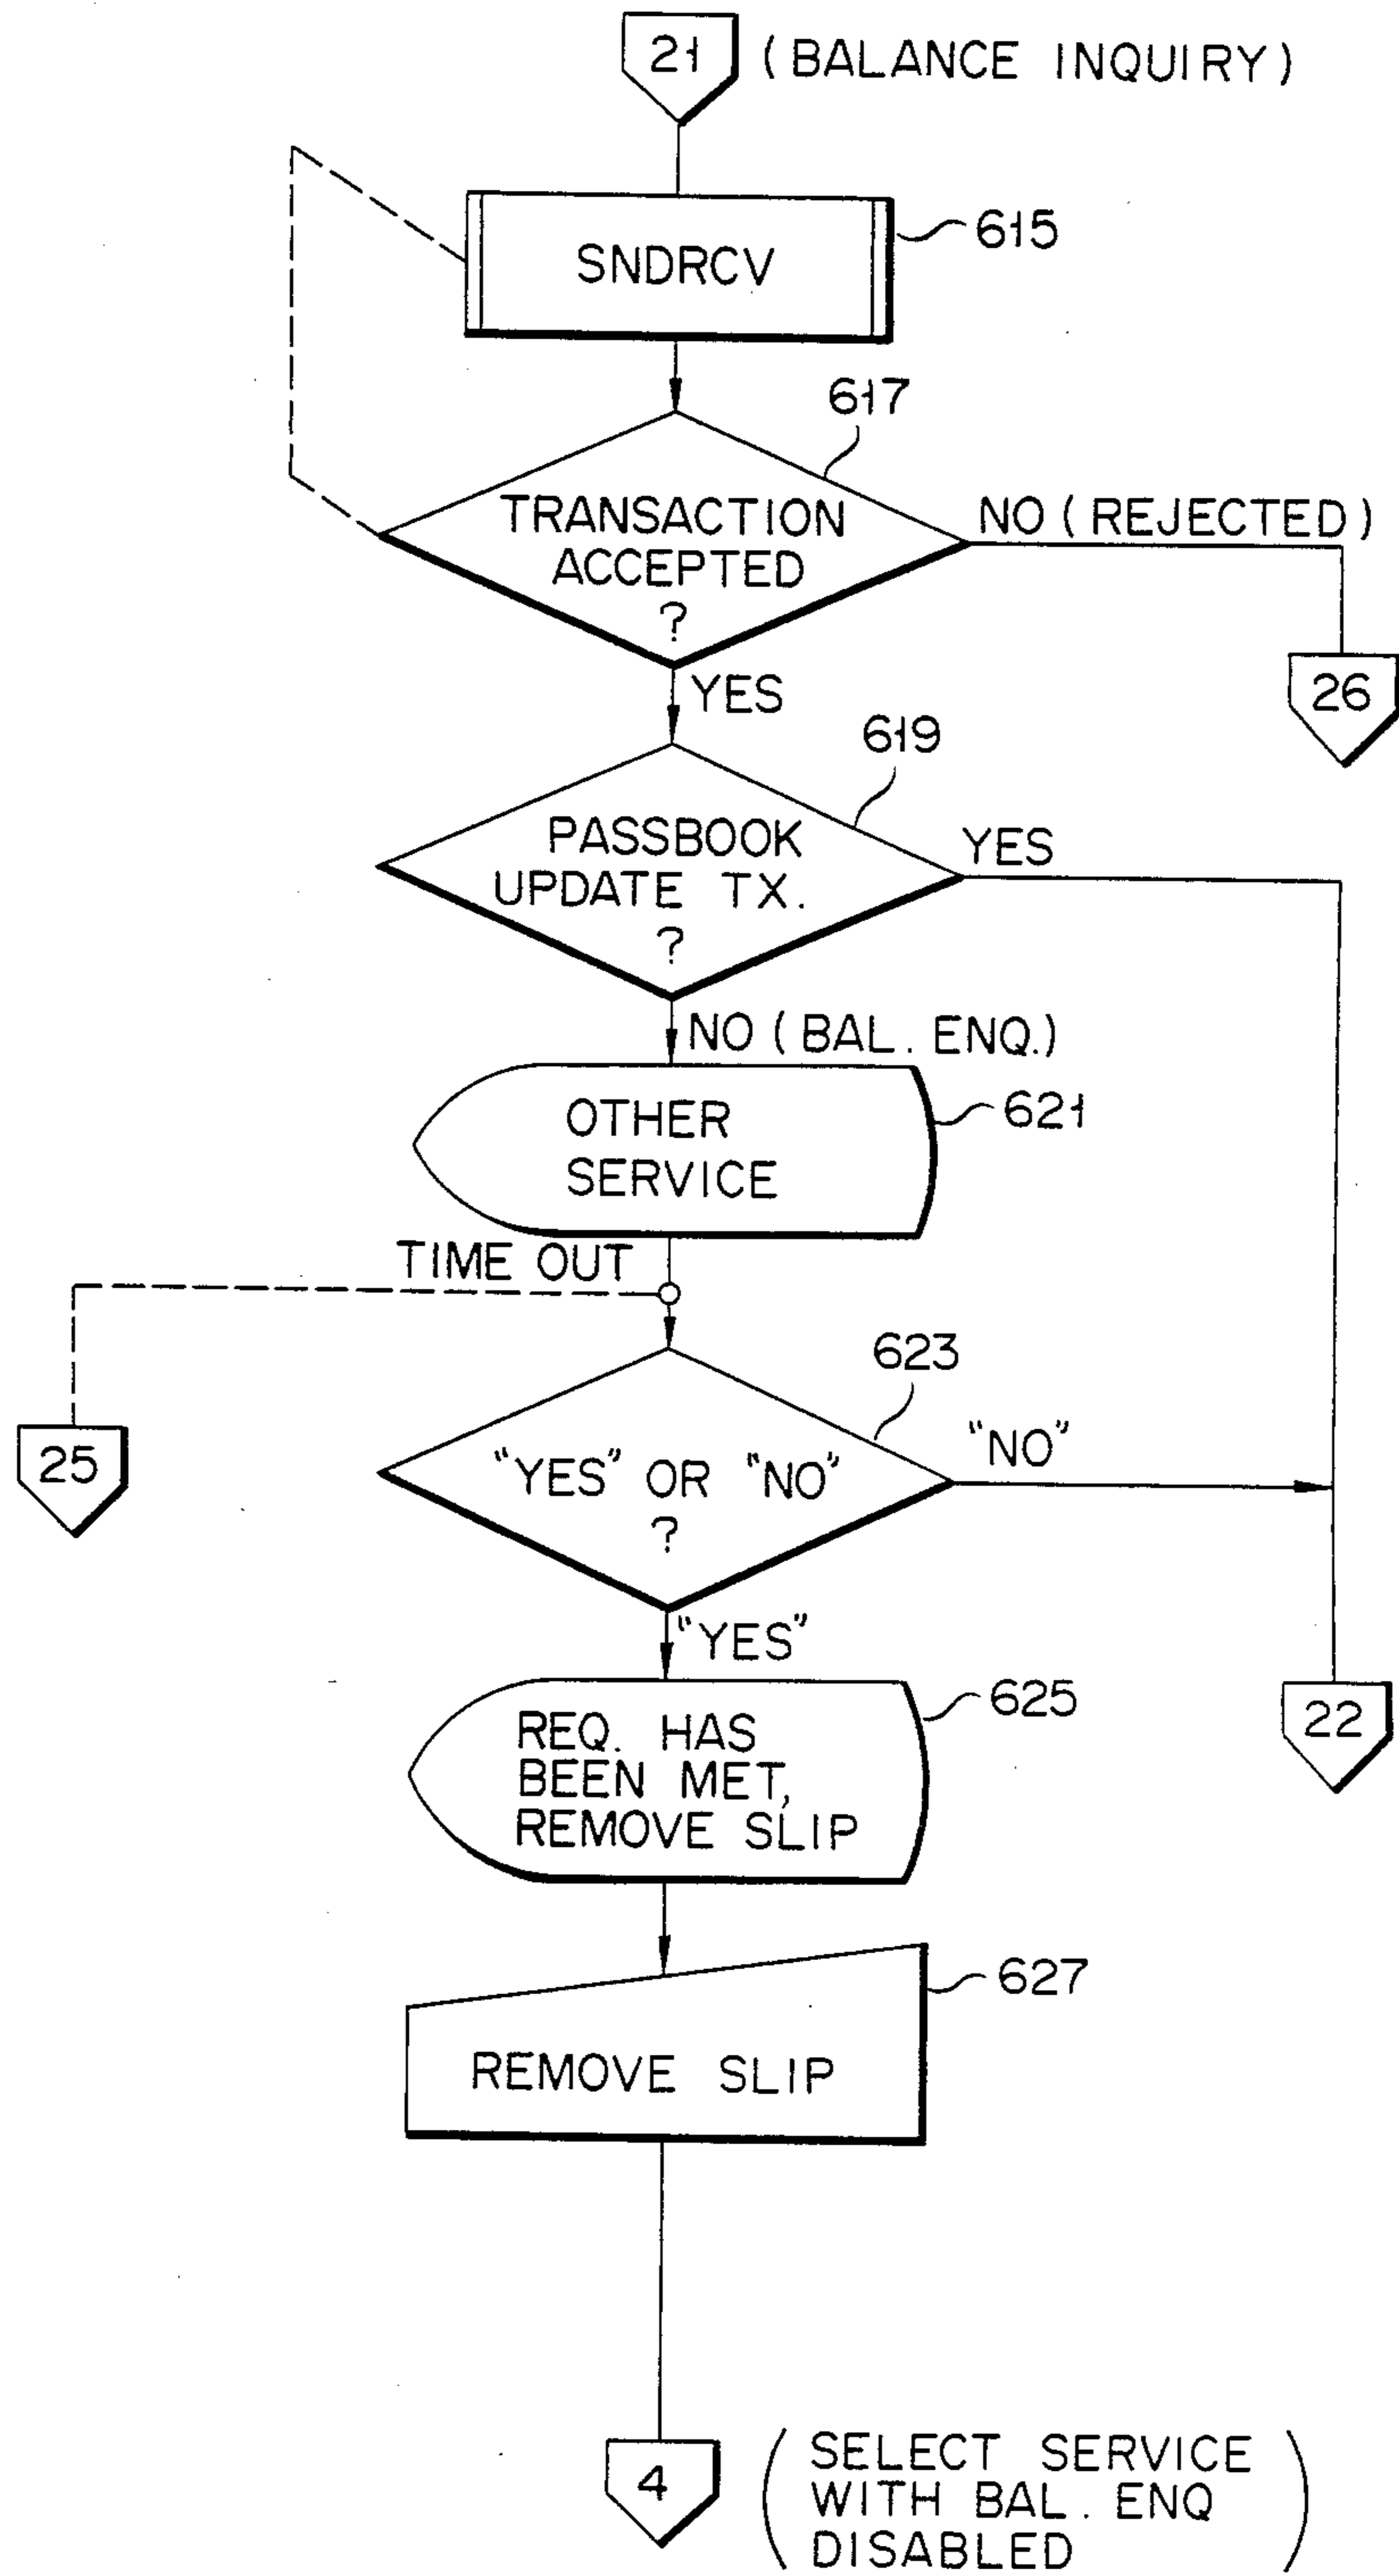 21 (BALANCE INQUIRY)
615
SNDRCV
617
TRANSACTION
ACCEPTED
?
NO (REJECTED)
26
YES
619
PASSBOOK
UPDATE TX.
?
YES
NO (BAL. ENQ.)
OTHER
SERVICE
621
TIME OUT
25
623
"YES" OR "NO"
?
"NO"
"YES"
22
REQ. HAS
BEEN MET,
REMOVE SLIP
625
627
REMOVE SLIP
4
(SELECT SERVICE
WITH BAL. ENQ
DISABLED)